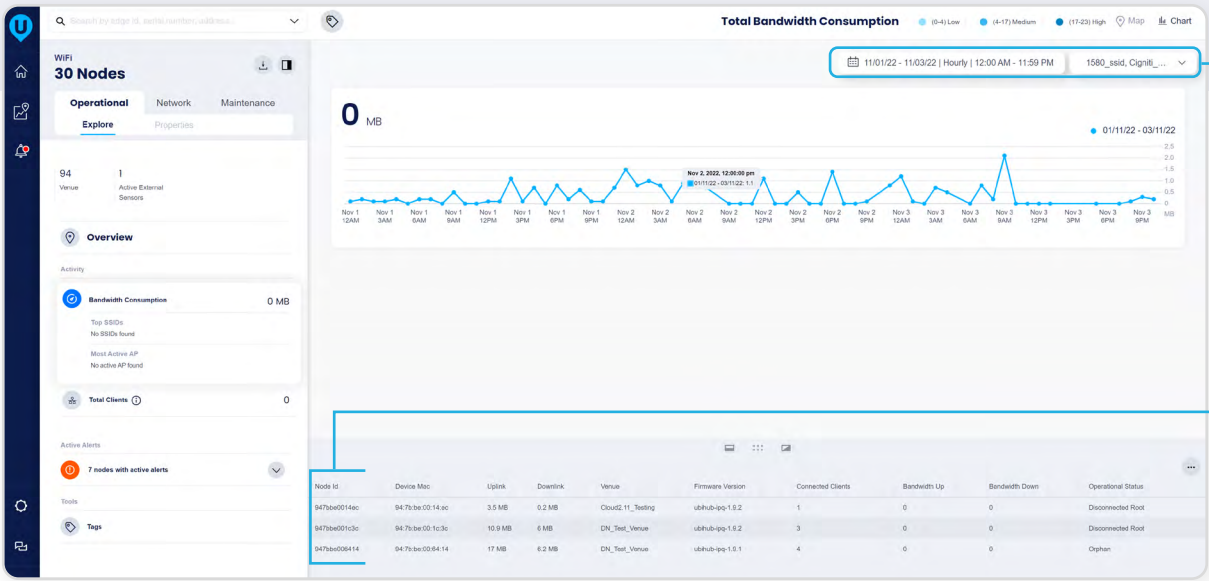 Search by edge id, serial number, address...
Total Bandwidth Consumption
(0-4) Low
(4-17) Medium
(17-23) High
Map
Chart
WiFi
30 Nodes
Operational Network Maintenance
Explore Properties
94 1
Venue Active External
Sensors
Overview
Activity
Bandwidth Consumption 0 MB
Top SSIDs
No SSIDs found
Most Active AP
No active AP found
Total Clients 0
Active Alerts
7 nodes with active alerts
Tools
Tags
11/01/22 - 11/03/22 | Hourly | 12:00 AM - 11:59 PM
1580_ssid, Cigniti_...
0 MB
01/11/22 - 03/11/22
2.5
2.0
1.5
1.0
0.5
0
MB
Nov 2, 2022, 12:00:00 pm
01/11/22 - 03/11/22: 1.1
Nov 1 Nov 1 Nov 1 Nov 1 Nov 1 Nov 1 Nov 1 Nov 1 Nov 2 Nov 2 Nov 2 Nov 2 Nov 2 Nov 2 Nov 2 Nov 2 Nov 3 Nov 3 Nov 3 Nov 3 Nov 3 Nov 3 Nov 3 Nov 3
12AM 3AM 6AM 9AM 12PM 3PM 6PM 9PM 12AM 3AM 6AM 9AM 12PM 3PM 6PM 9PM 12AM 3AM 6AM 9AM 12PM 3PM 6PM 9PM
Node Id Device Mac Uplink Downlink Venue Firmware Version Connected Clients Bandwidth Up Bandwidth Down Operational Status
947bbe0014ac 94:7b:be:00:14:ac 3.5 MB 0.2 MB Cloud2.11_Testing ubihub-ipq-1.9.2 1 0 0 Disconnected Root
947bbe001c3c 94:7b:be:00:1c:3c 10.9 MB 6 MB DN_Test_Venue ubihub-ipq-1.9.2 3 0 0 Disconnected Root
947bbe006414 94:7b:be:00:64:14 17 MB 6.2 MB DN_Test_Venue ubihub-ipq-1.0.1 4 0 0 Orphan